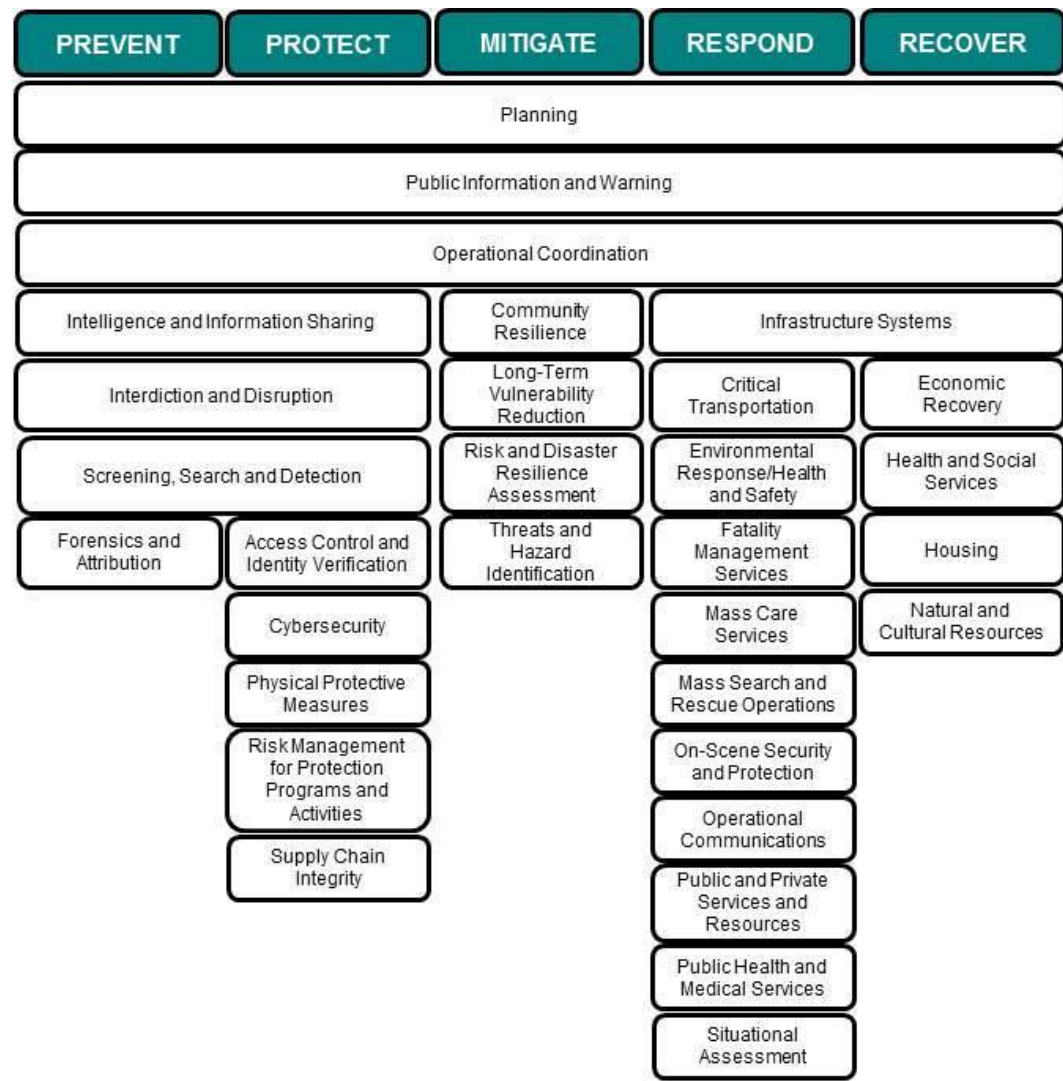 PREVENT
PROTECT
MITIGATE
RESPOND
RECOVER
Planning
Public Information and Warning
Operational Coordination
Intelligence and Information Sharing
Community
Resilience
Infrastructure Systems
Interdiction and Disruption
Long-Term
Vulnerability
Reduction
Critical
Transportation
Economic
Recovery
Screening, Search and Detection
Risk and Disaster
Resilience
Assessment
Environmental
Response/Health
and Safety
Health and Social
Services
Forensics and
Attribution
Access Control and
Identity Verification
Threats and
Hazard
Identification
Fatality
Management
Services
Housing
Cybersecurity
Mass Care
Services
Natural and
Cultural Resources
Physical Protective
Measures
Mass Search and
Rescue Operations
Risk Management
for Protection
Programs and
Activities
On-Scene Security
and Protection
Operational
Communications
Supply Chain
Integrity
Public and Private
Services and
Resources
Public Health and
Medical Services
Situational
Assessment